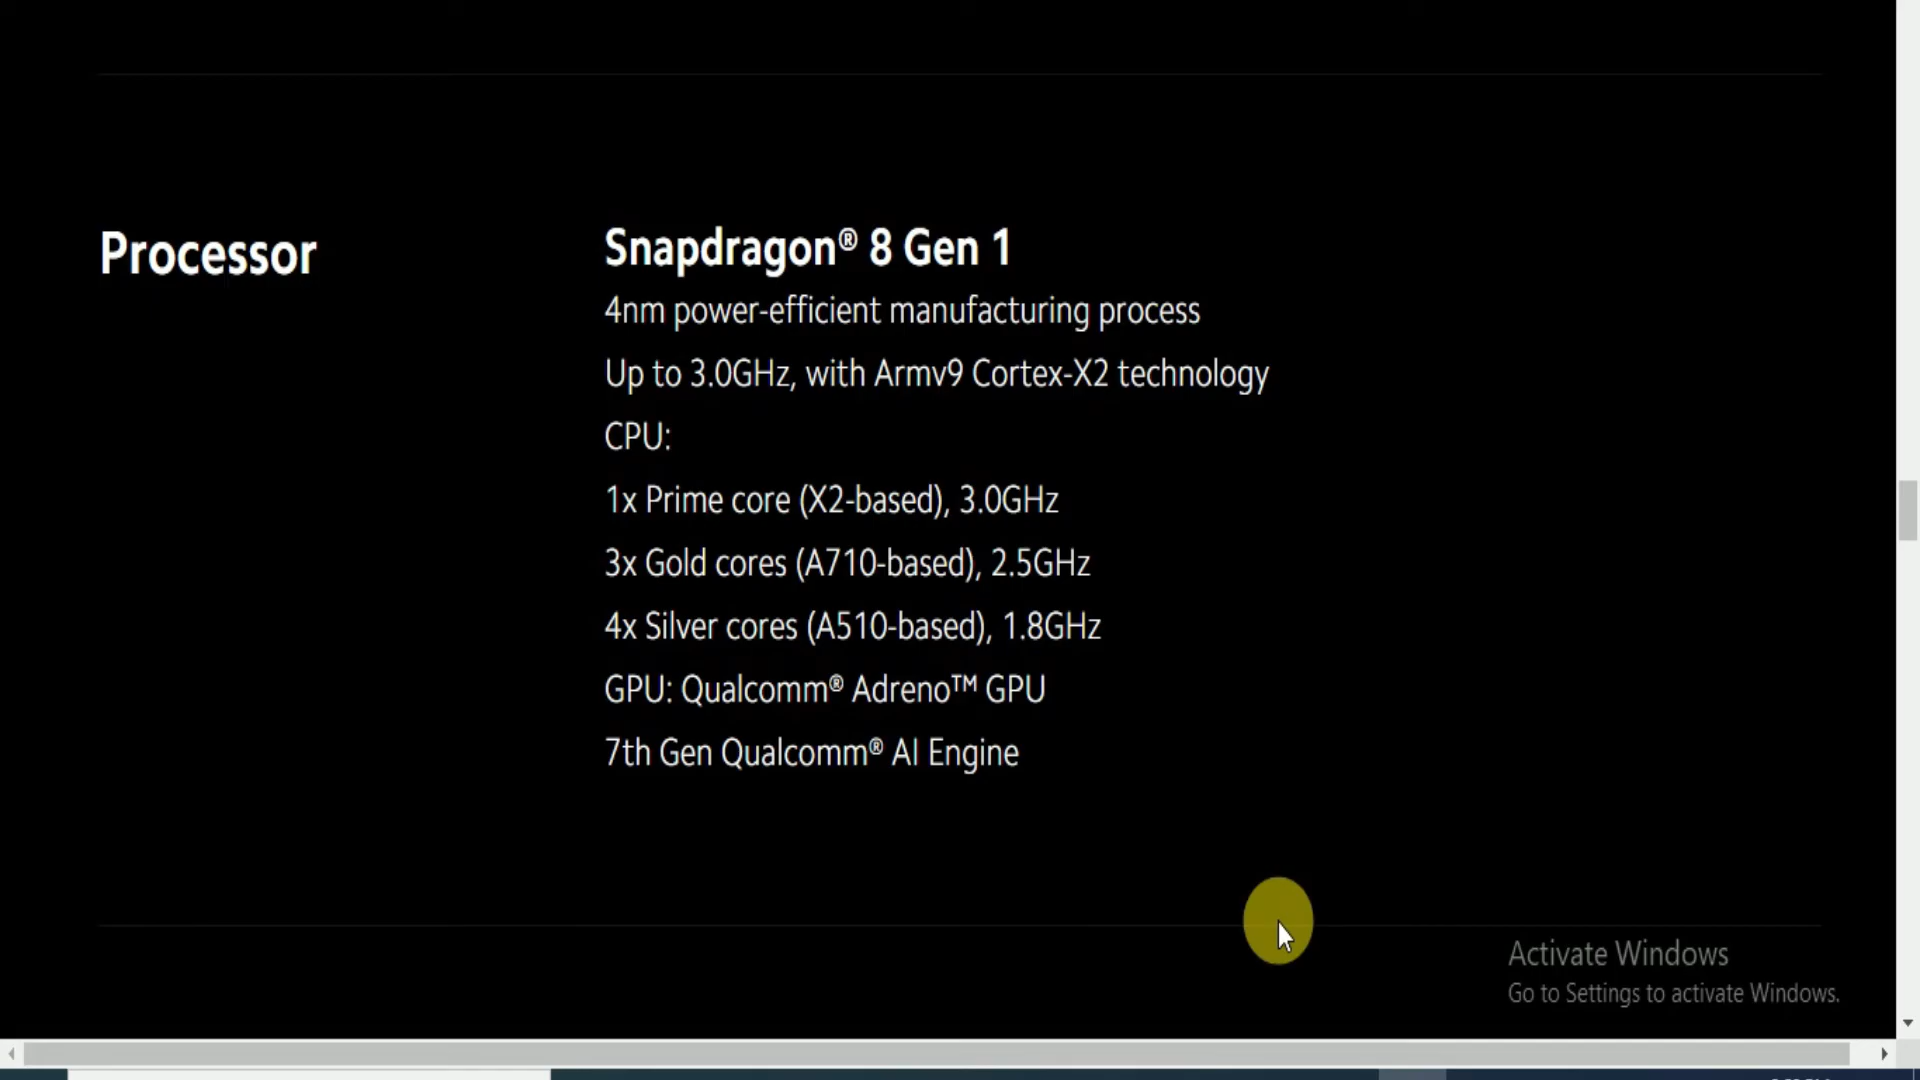 Processor
Snapdragon® 8 Gen 1
4nm power-efficient manufacturing process
Up to 3.0GHz, with Armv9 Cortex-X2 technology
CPU:
1x Prime core (X2-based), 3.0GHz
3x Gold cores (A710-based), 2.5GHz
4x Silver cores (A510-based), 1.8GHz
GPU: Qualcomm® Adreno™ GPU
7th Gen Qualcomm® AI Engine
Activate Windows
Go to Settings to activate Windows.